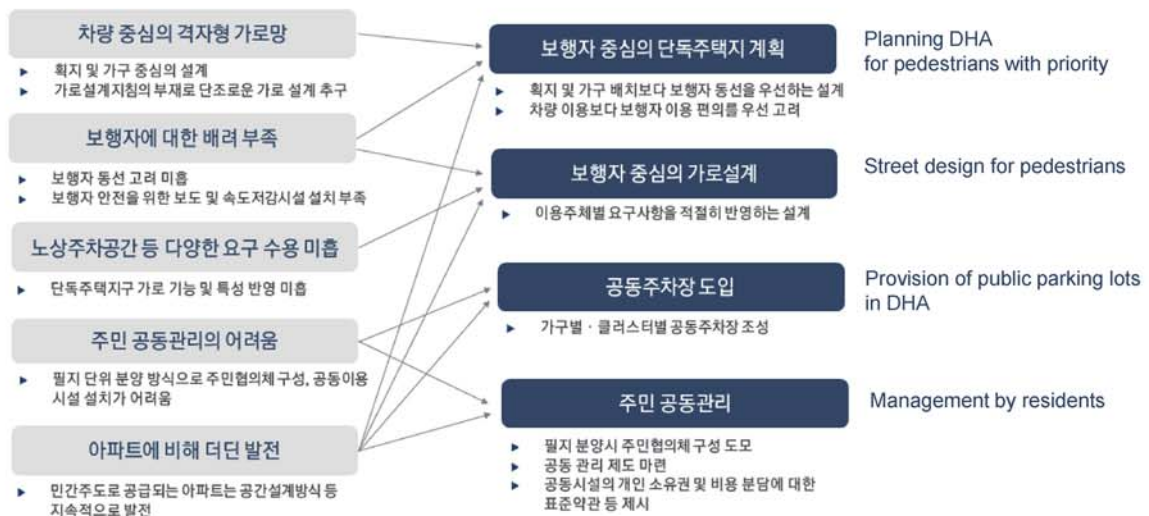 차량 중심의 격자형 가로망
▶ 획지 및 가구 중심의 설계
▶ 가로설계지침의 부재로 단조로운 가로 설계 추구
보행자에 대한 배려 부족
▶ 보행자 동선 고려 미흡
▶ 보행자 안전을 위한 보도 및 속도저감시설 설치 부족
노상주차공간 등 다양한 요구 수용 미흡
▶ 단독주택지구 가로 기능 및 특성 반영 미흡
주민 공동관리의 어려움
▶ 필지 단위 분양 방식으로 주민협의체 구성, 공동이용
시설 설치가 어려움
아파트에 비해 더딘 발전
▶ 민간주도로 공급되는 아파트는 공간설계방식 등
지속적으로 발전
보행자 중심의 단독주택지 계획
▶ 획지 및 가구 배치보다 보행자 동선을 우선하는 설계
▶ 차량 이용보다 보행자 이용 편의를 우선 고려
보행자 중심의 가로설계
▶ 이용주체별 요구사항을 적절히 반영하는 설계
공동주차장 도입
▶ 가구별 · 클러스터별 공동주차장 조성
주민 공동관리
▶ 필지 분양시 주민협의체 구성 도모
▶ 공동 관리 제도 마련
▶ 공동시설의 개인 소유권 및 비용 분담에 대한
표준약관 등 제시
Planning DHA
for pedestrians with priority
Street design for pedestrians
Provision of public parking lots
in DHA
Management by residents